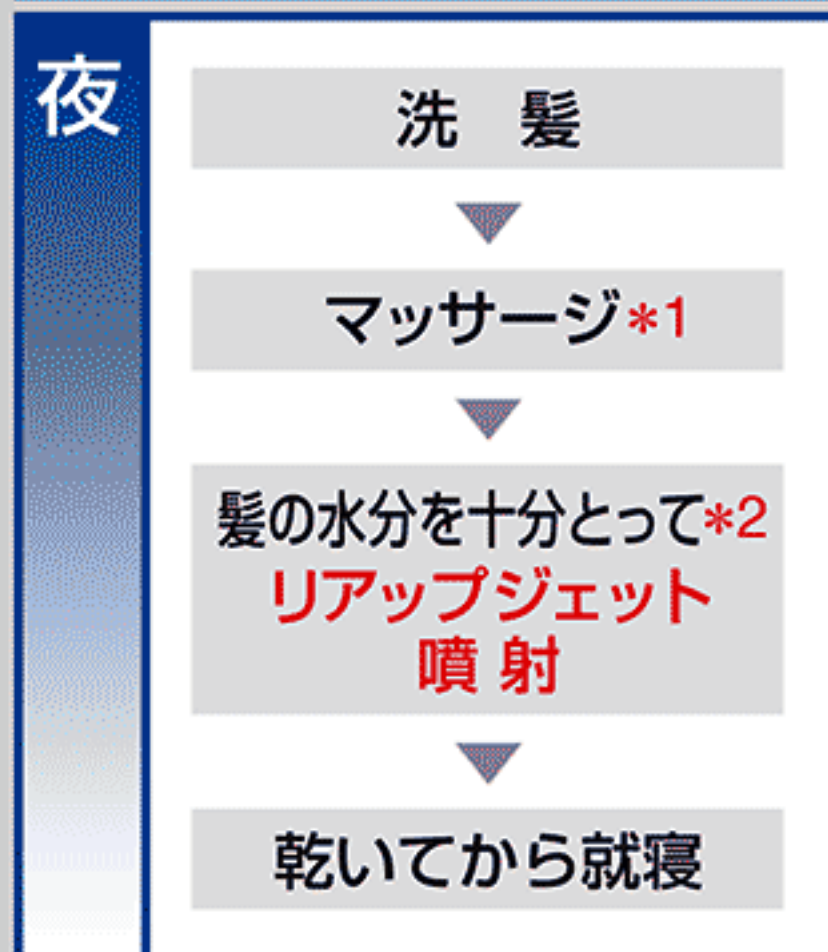 夜
洗　髪
マッサージ*1
髪の水分を十分とって*2
リアップジェット
噴 射
乾いてから就寝